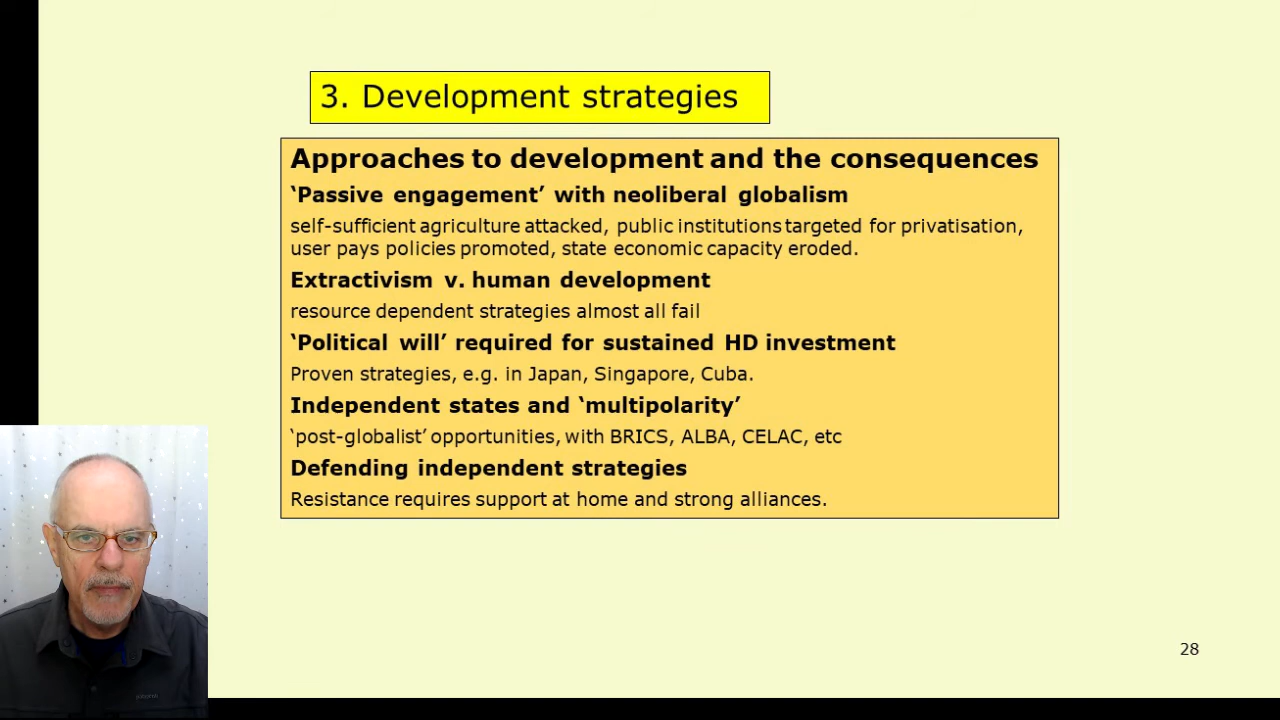 3. Development strategies
Approaches to development and the consequences
‘Passive engagement’ with neoliberal globalism
self-sufficient agriculture attacked, public institutions targeted for privatisation,
user pays policies promoted, state economic capacity eroded.
Extractivism v. human development
resource dependent strategies almost all fail
‘Political will’ required for sustained HD investment
Proven strategies, e.g. in Japan, Singapore, Cuba.
Independent states and ‘multipolarity’
‘post-globalist’ opportunities, with BRICS, ALBA, CELAC, etc
Defending independent strategies
Resistance requires support at home and strong alliances.
28